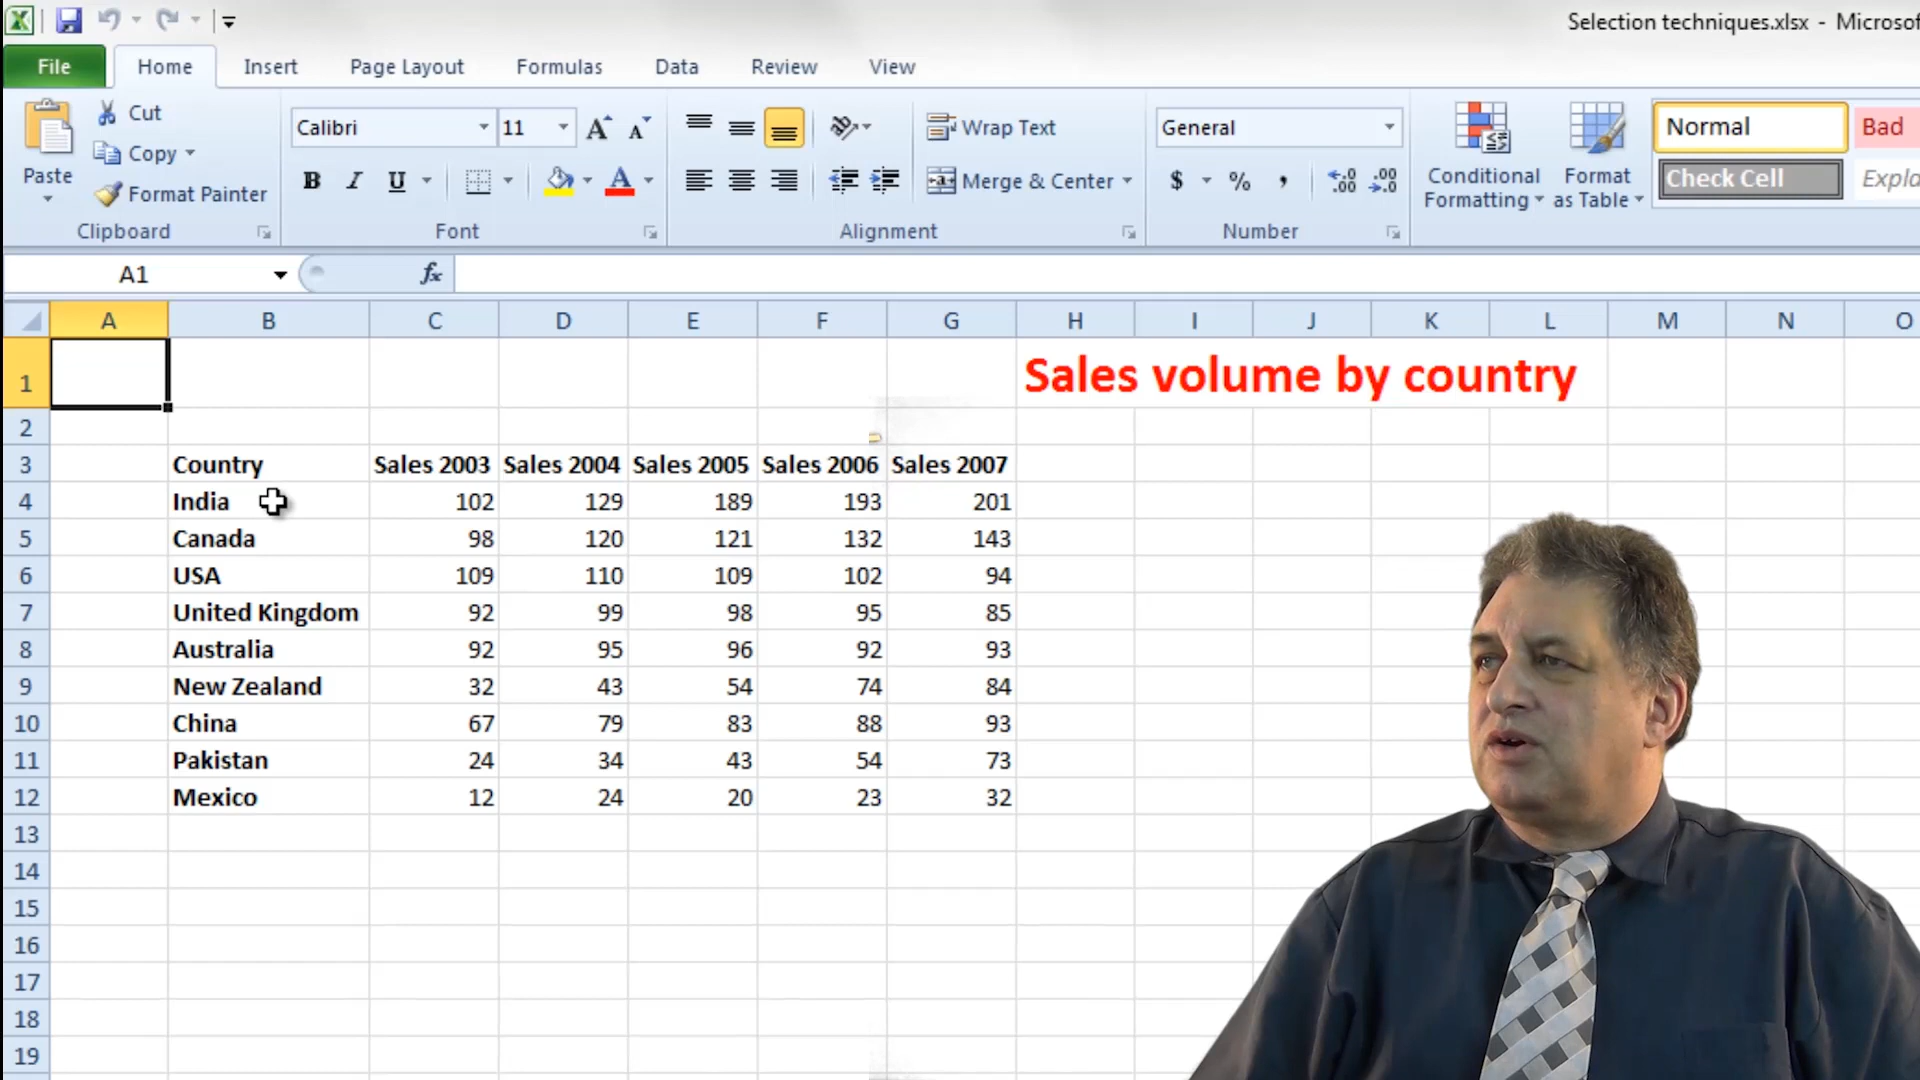 Selection techniques.xlsx - Microsof
File Home Insert Page Layout Formulas Data Review View
Paste
Cut
Copy
Format Painter
Clipboard
Calibri 11
A A
B I U A
Font
Wrap Text
Merge & Center
Alignment
General
$ % , .00 .00
Number
Conditional Formatting
Format as Table
Normal Bad
Check Cell Expla
A1 fx
A B C D E F G H I J K L M N O
1 Sales volume by country
2
3 Country Sales 2003 Sales 2004 Sales 2005 Sales 2006 Sales 2007
4 India 102 129 189 193 201
5 Canada 98 120 121 132 143
6 USA 109 110 109 102 94
7 United Kingdom 92 99 98 95 85
8 Australia 92 95 96 92 93
9 New Zealand 32 43 54 74 84
10 China 67 79 83 88 93
11 Pakistan 24 34 43 54 73
12 Mexico 12 24 20 23 32
13
14
15
16
17
18
19